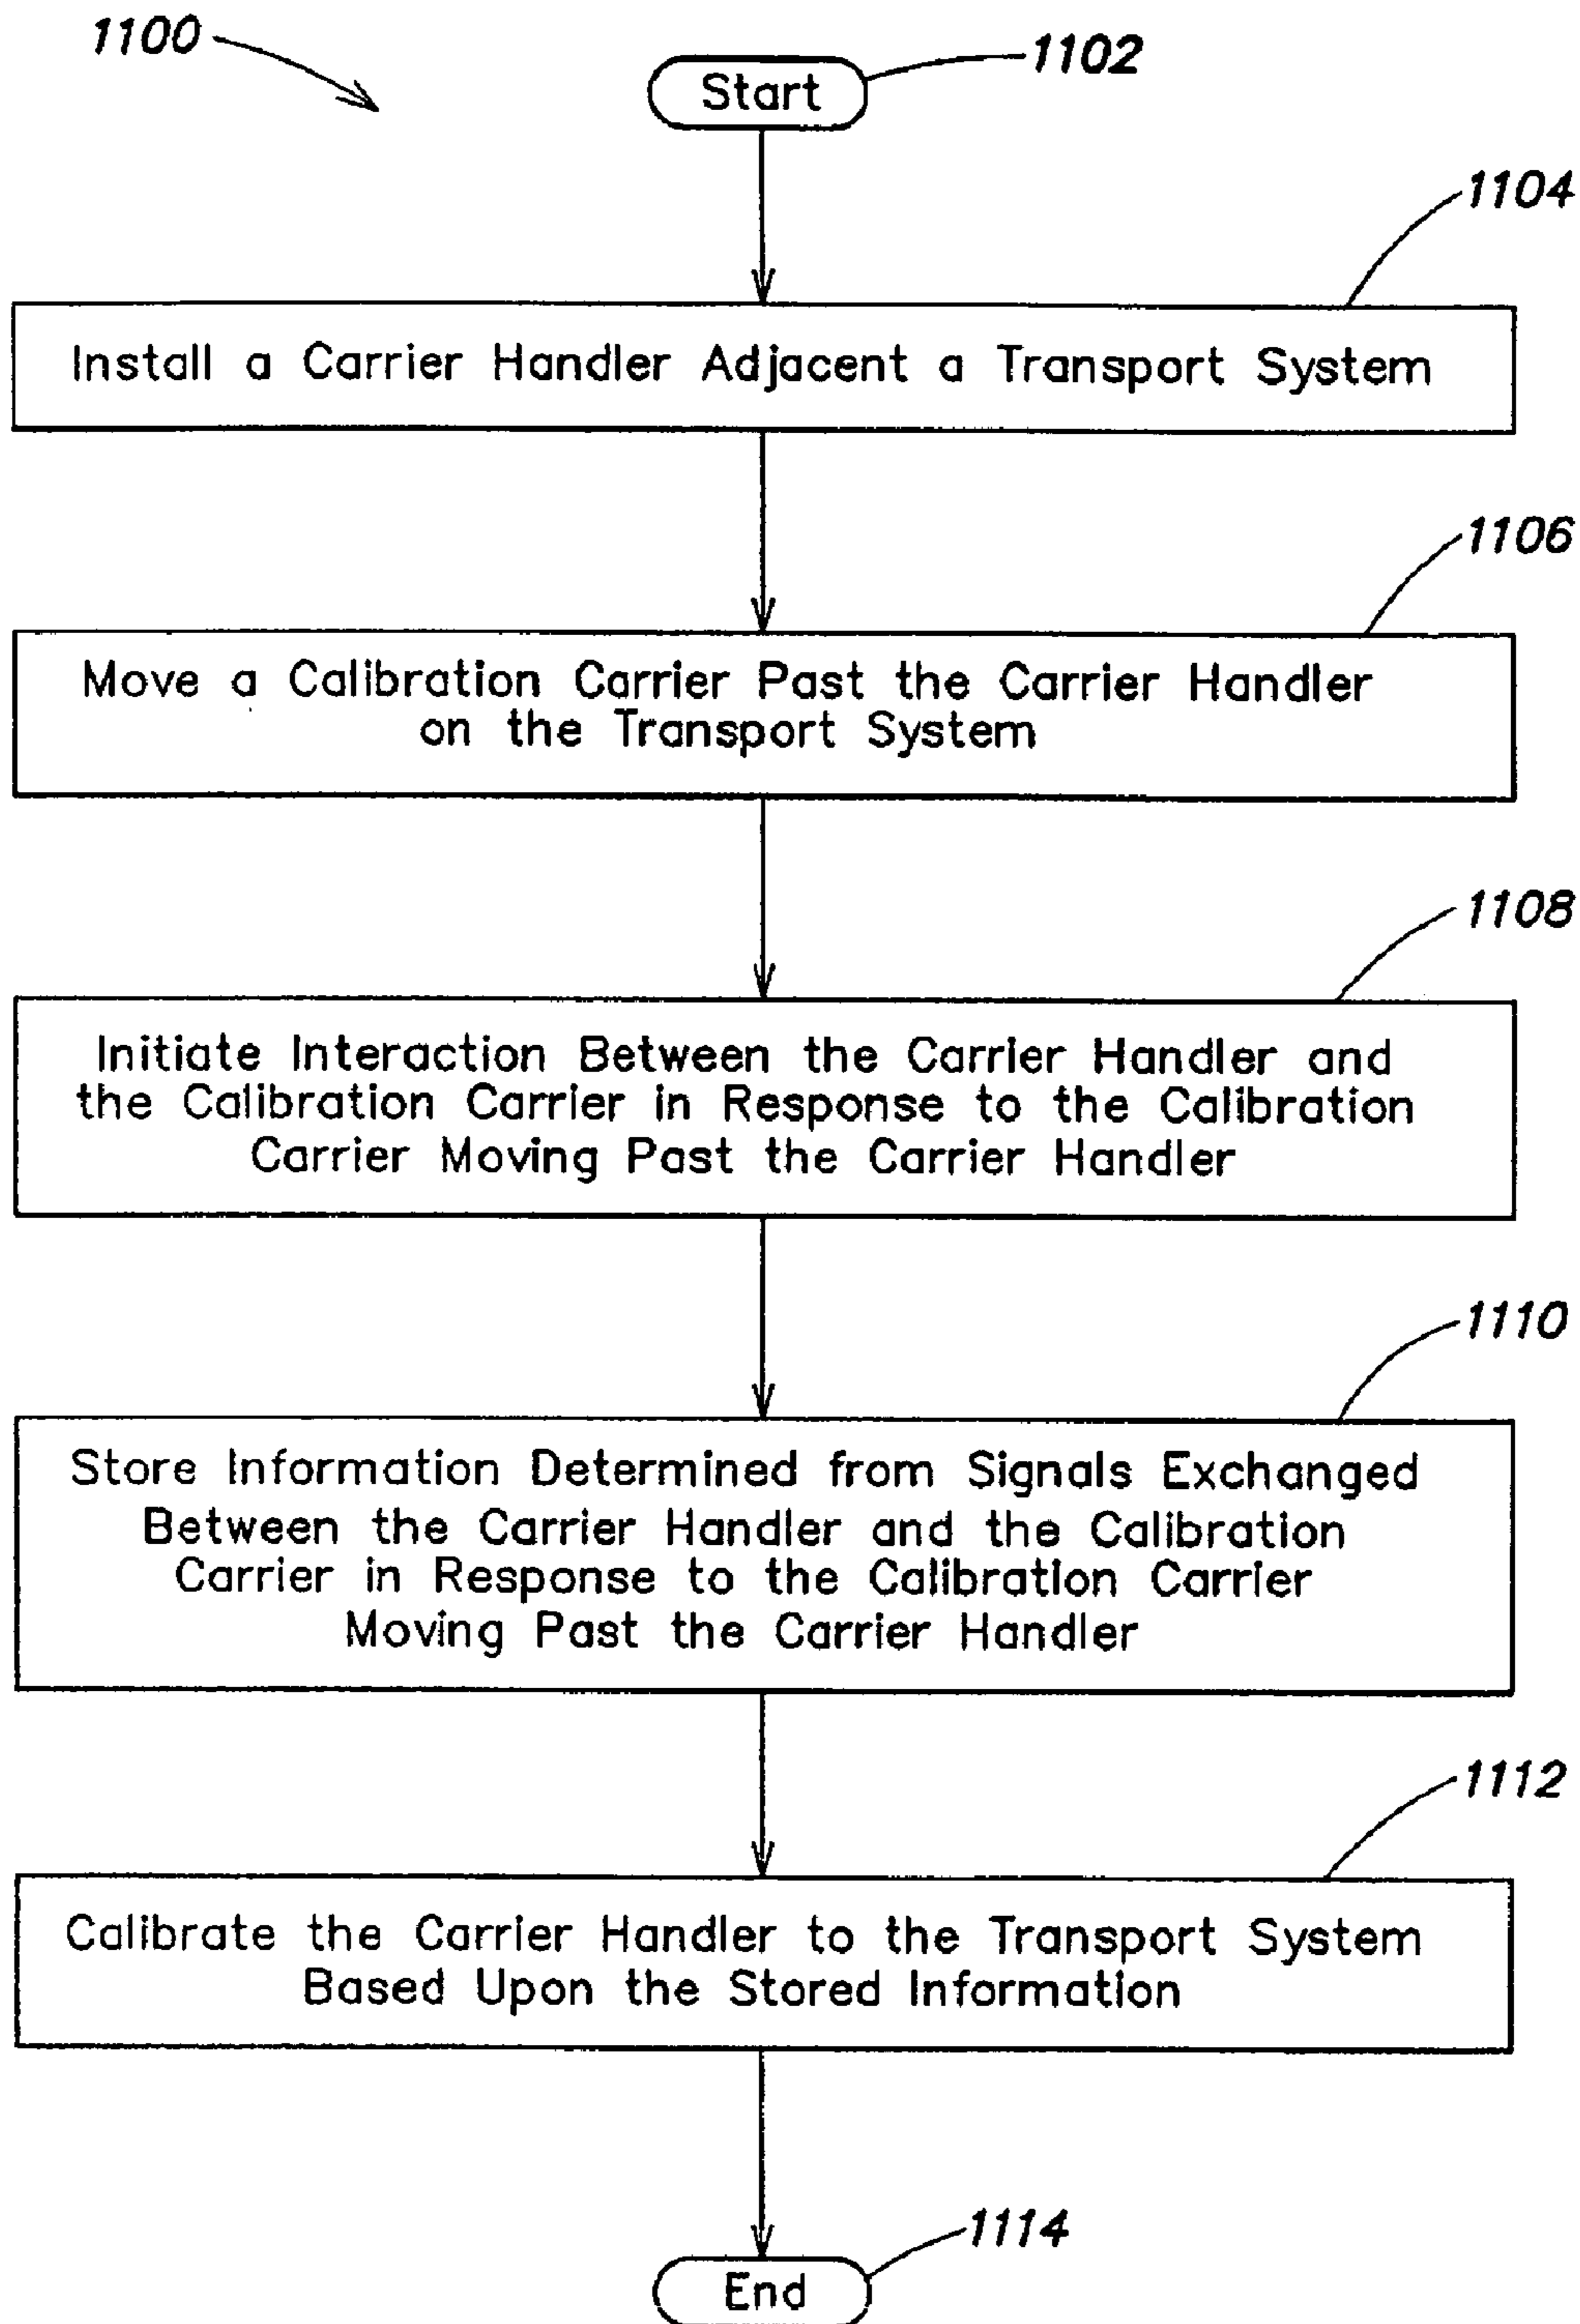 1100
1102
Start
1104
Install a Carrier Handler Adjacent a Transport System
1106
Move a Calibration Carrier Past the Carrier Handler
on the Transport System
1108
Initiate Interaction Between the Carrier Handler and
the Calibration Carrier in Response to the Calibration
Carrier Moving Past the Carrier Handler
1110
Store Information Determined from Signals Exchanged
Between the Carrier Handler and the Calibration
Carrier in Response to the Calibration Carrier
Moving Past the Carrier Handler
1112
Calibrate the Carrier Handler to the Transport System
Based Upon the Stored Information
1114
End